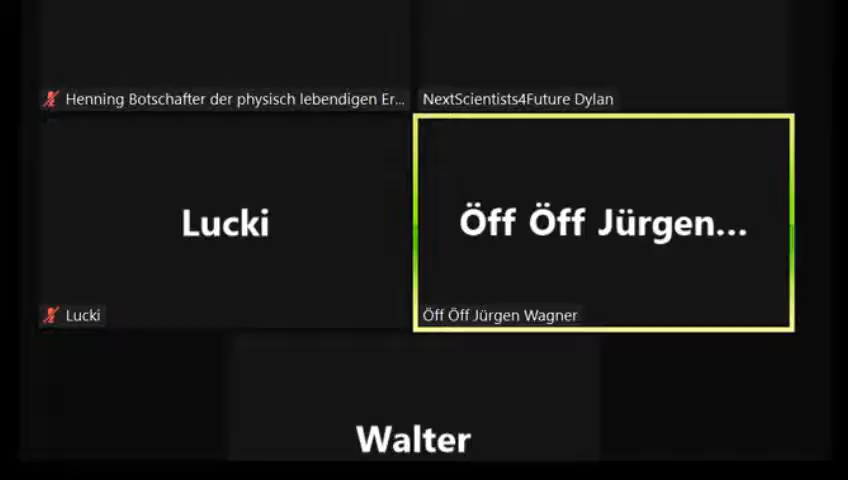 Henning Botschafter der physisch lebendigen Er...
NextScientists4Future Dylan
Lucki
Öff Öff Jürgen...
Lucki
Öff Öff Jürgen Wagner
Walter